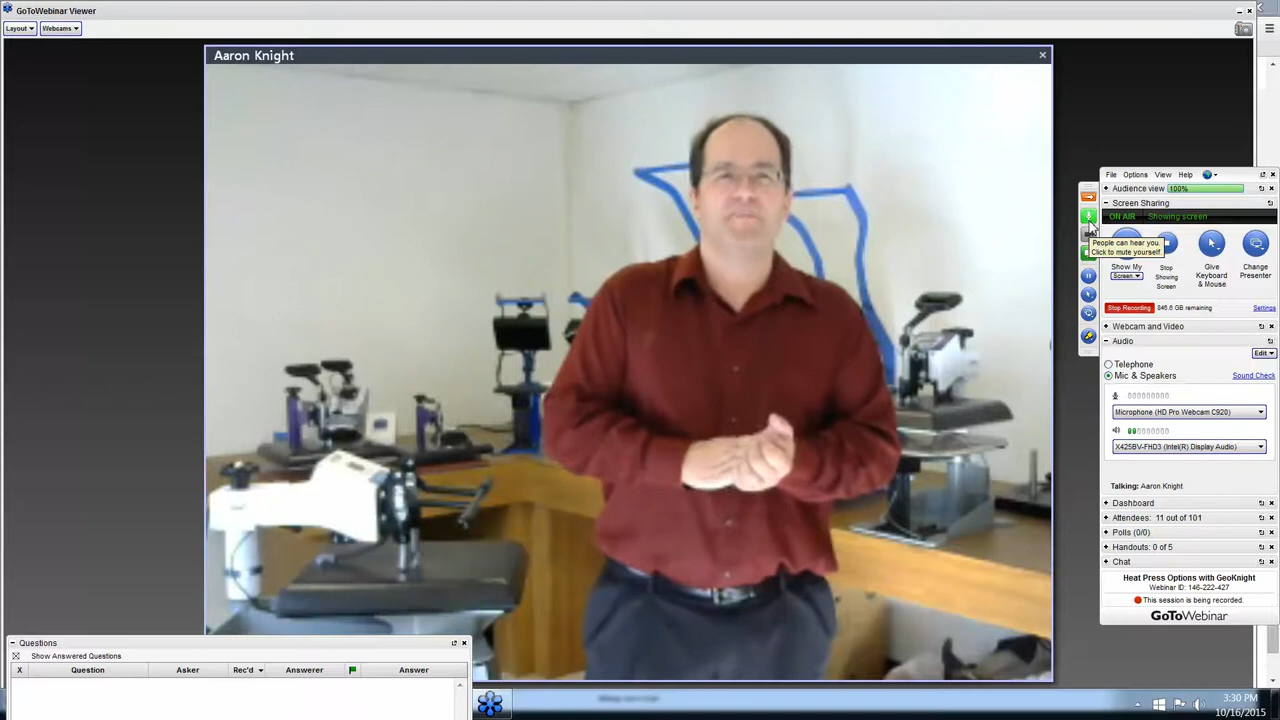 GoToWebinar Viewer
Layout
Webcams
Aaron Knight
File Options View Help
Audience view 100%
Screen Sharing
ON AIR Showing screen
People can hear you.
Click to mute yourself.
Show My
Screen
Stop
Showing
Screen
Give
Keyboard
& Mouse
Change
Presenter
Stop Recording 846.6 GB remaining Settings
Webcam and Video
Audio
Edit
Telephone
Mic & Speakers Sound Check
Microphone (HD Pro Webcam C920)
X425BV-FHD3 (Intel(R) Display Audio)
Talking: Aaron Knight
Dashboard
Attendees: 11 out of 101
Polls (0/0)
Handouts: 0 of 5
Chat
Heat Press Options with GeoKnight
Webinar ID: 146-222-427
This session is being recorded.
GoToWebinar
Questions
Show Answered Questions
X Question Asker Rec'd Answerer Answer
3:30 PM
10/16/2015